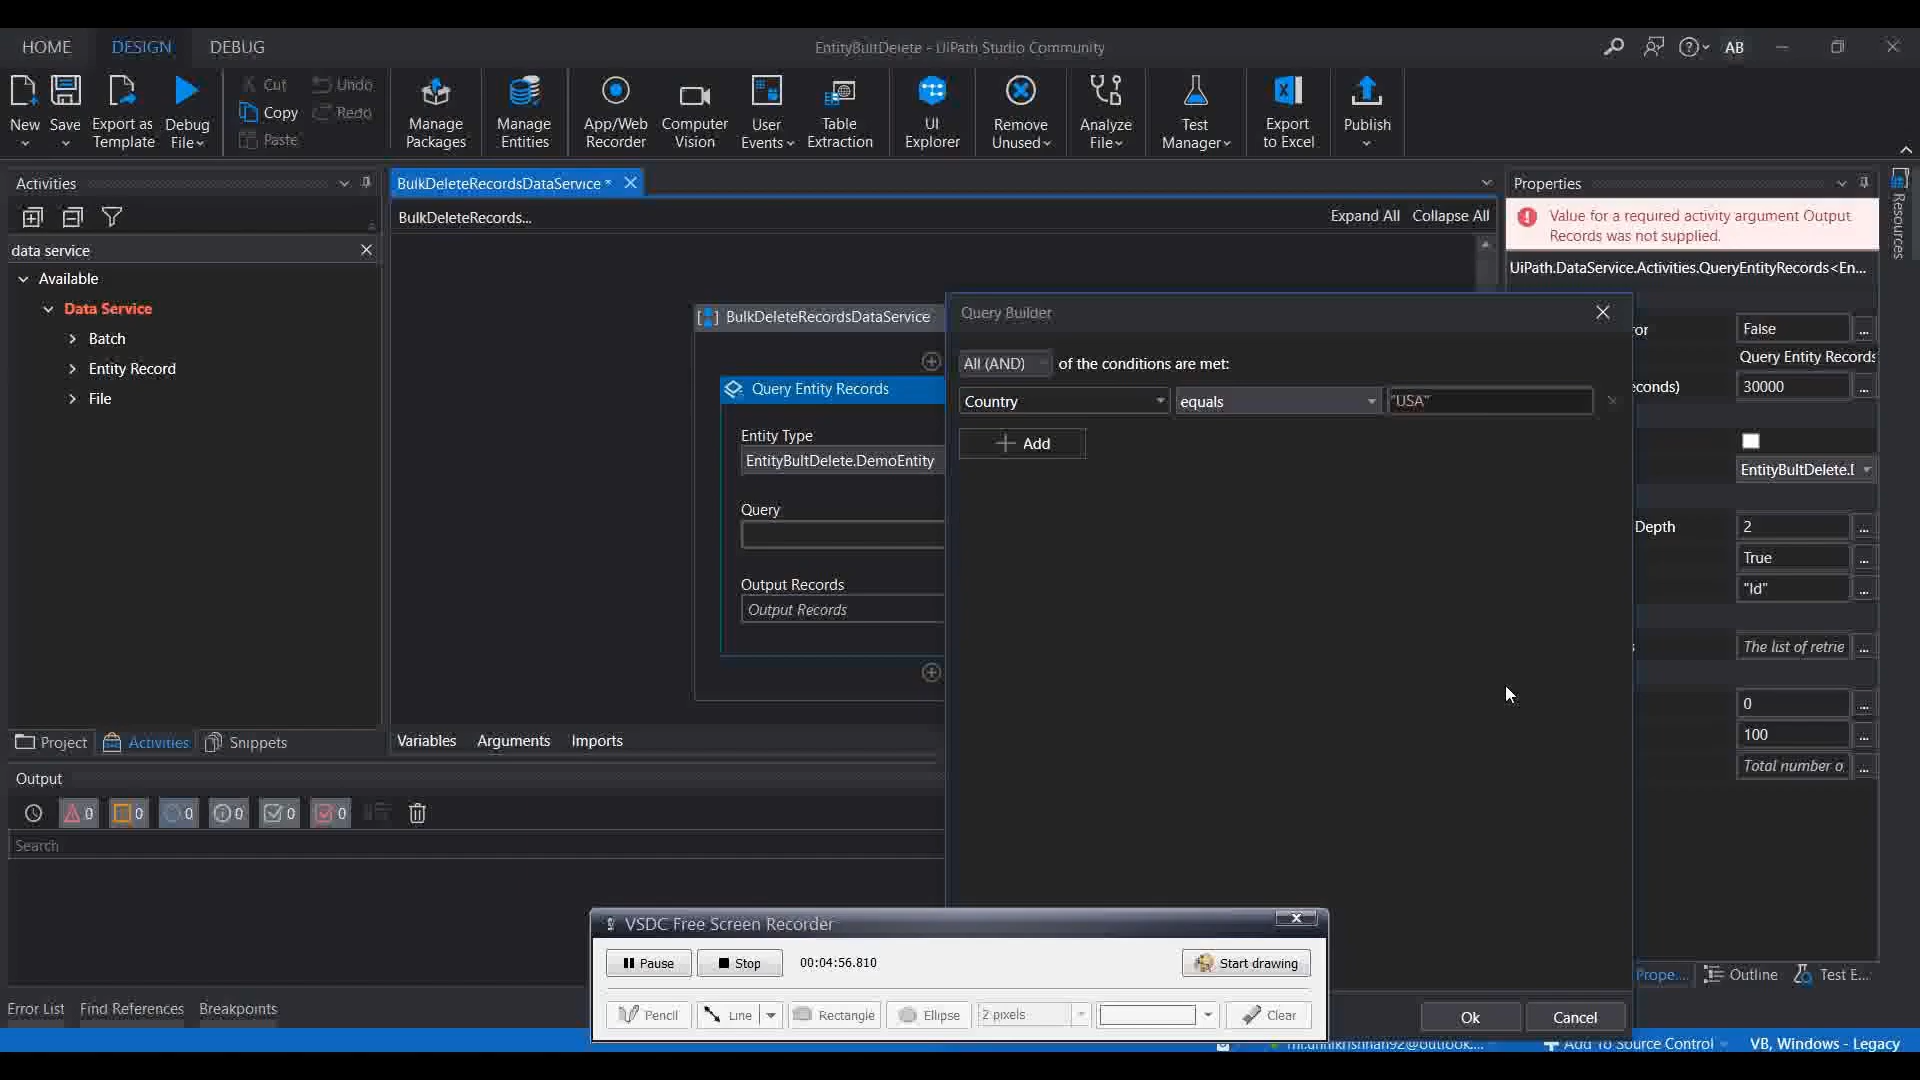 HOME
DESIGN
DEBUG
EntityBultDelete - UiPath Studio Community
AB
New
Save
Export as
Template
Debug
File
Cut
Copy
Paste
Undo
Redo
Manage
Packages
Manage
Entities
App/Web
Recorder
Computer
Vision
User
Events
Table
Extraction
UI
Explorer
Remove
Unused
Analyze
File
Test
Manager
Export
to Excel
Publish
Activities
BulkDeleteRecordsDataService *
Properties
Resources
BulkDeleteRecords...
Expand All
Collapse All
Value for a required activity argument Output
Records was not supplied.
data service
Available
Data Service
Batch
Entity Record
File
UiPath.DataService.Activities.QueryEntityRecords<En...
BulkDeleteRecordsDataService
Query Entity Records
Entity Type
EntityBultDelete.DemoEntity
Query
Output Records
Output Records
Query Builder
All (AND)
of the conditions are met:
Country
equals
"USA"
Add
or
False
...
Query Entity Records
econds)
30000
...
EntityBultDelete.
Depth
2
...
True
...
"Id"
...
s
The list of retrie
...
0
...
100
...
Total number o
...
Project
Activities
Snippets
Variables
Arguments
Imports
Output
0
0
0
0
0
0
Search
Prope...
Outline
Test E...
VSDC Free Screen Recorder
Pause
Stop
00:04:56.810
Start drawing
Pencil
Line
Rectangle
Ellipse
2 pixels
Clear
Ok
Cancel
Error List
Find References
Breakpoints
Add To Source Control
VB, Windows - Legacy